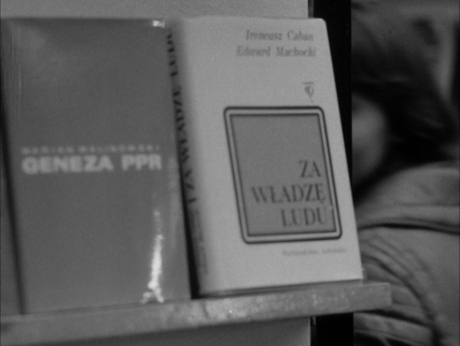 MARIAN MALINOWSKI
GENEZA PPR
ZA WŁADZĘ LUDU
Ireneusz Caban
Edward Machocki
ZA
WŁADZĘ
LUDU